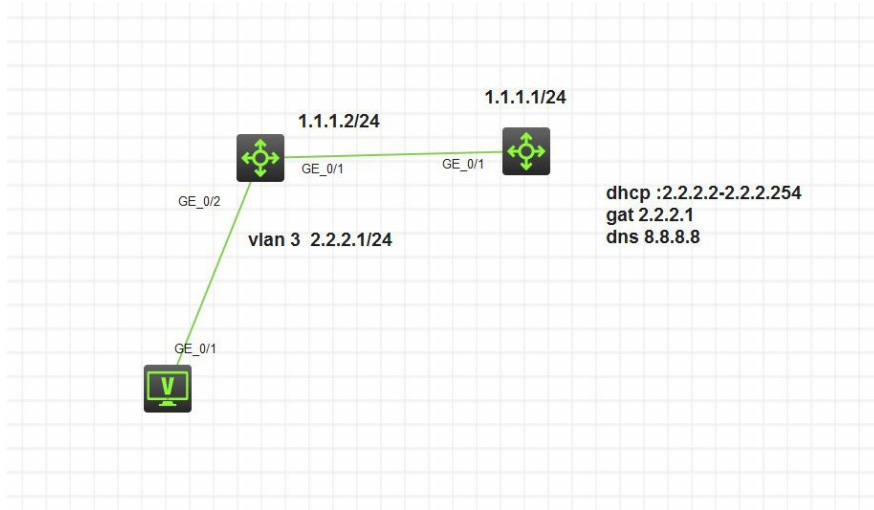 1.1.1.1/24
1.1.1.2/24
GE_0/1
GE_0/1
GE_0/2
dhcp :2.2.2.2-2.2.2.254
gat 2.2.2.1
dns 8.8.8.8
vlan 3  2.2.2.1/24
GE_0/1
V